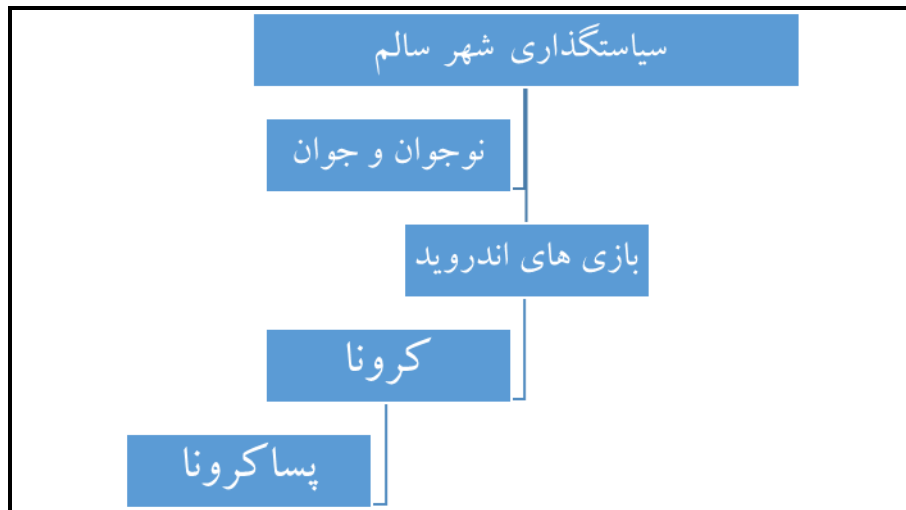 سیاستگذاری شهر سالم
نوجوان و جوان
بازی های اندروید
کرونا
پساکرونا